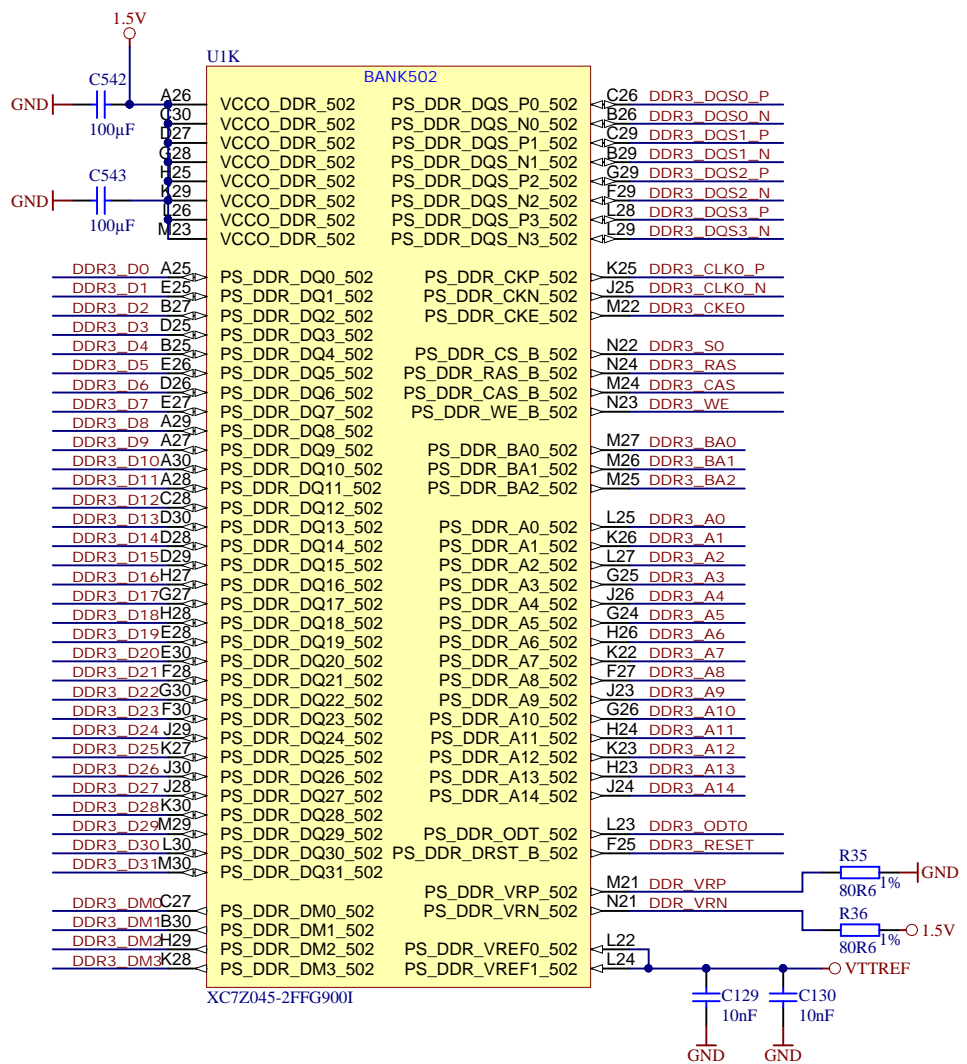 1.5V
U1K
BANK502
C542
GND
100µF
A26 VCCO_DDR_502 PS_DDR_DQS_P0_502 C26 DDR3_DQS0_P
C30 VCCO_DDR_502 PS_DDR_DQS_N0_502 B26 DDR3_DQS0_N
D27 VCCO_DDR_502 PS_DDR_DQS_P1_502 C29 DDR3_DQS1_P
G28 VCCO_DDR_502 PS_DDR_DQS_N1_502 B29 DDR3_DQS1_N
C543
GND
100µF
H25 VCCO_DDR_502 PS_DDR_DQS_P2_502 G29 DDR3_DQS2_P
K29 VCCO_DDR_502 PS_DDR_DQS_N2_502 F29 DDR3_DQS2_N
L26 VCCO_DDR_502 PS_DDR_DQS_P3_502 L28 DDR3_DQS3_P
M23 VCCO_DDR_502 PS_DDR_DQS_N3_502 L29 DDR3_DQS3_N
DDR3_D0 A25 PS_DDR_DQ0_502 PS_DDR_CKP_502 K25 DDR3_CLK0_P
DDR3_D1 E25 PS_DDR_DQ1_502 PS_DDR_CKN_502 J25 DDR3_CLK0_N
DDR3_D2 B27 PS_DDR_DQ2_502 PS_DDR_CKE_502 M22 DDR3_CKE0
DDR3_D3 D25 PS_DDR_DQ3_502
DDR3_D4 B25 PS_DDR_DQ4_502 PS_DDR_CS_B_502 N22 DDR3_S0
DDR3_D5 E26 PS_DDR_DQ5_502 PS_DDR_RAS_B_502 N24 DDR3_RAS
DDR3_D6 D26 PS_DDR_DQ6_502 PS_DDR_CAS_B_502 M24 DDR3_CAS
DDR3_D7 E27 PS_DDR_DQ7_502 PS_DDR_WE_B_502 N23 DDR3_WE
DDR3_D8 A29 PS_DDR_DQ8_502
DDR3_D9 A27 PS_DDR_DQ9_502 PS_DDR_BA0_502 M27 DDR3_BA0
DDR3_D10 A30 PS_DDR_DQ10_502 PS_DDR_BA1_502 M26 DDR3_BA1
DDR3_D11 A28 PS_DDR_DQ11_502 PS_DDR_BA2_502 M25 DDR3_BA2
DDR3_D12 C28 PS_DDR_DQ12_502
DDR3_D13 D30 PS_DDR_DQ13_502 PS_DDR_A0_502 L25 DDR3_A0
DDR3_D14 D28 PS_DDR_DQ14_502 PS_DDR_A1_502 K26 DDR3_A1
DDR3_D15 D29 PS_DDR_DQ15_502 PS_DDR_A2_502 L27 DDR3_A2
DDR3_D16 H27 PS_DDR_DQ16_502 PS_DDR_A3_502 G25 DDR3_A3
DDR3_D17 G27 PS_DDR_DQ17_502 PS_DDR_A4_502 J26 DDR3_A4
DDR3_D18 H28 PS_DDR_DQ18_502 PS_DDR_A5_502 G24 DDR3_A5
DDR3_D19 E28 PS_DDR_DQ19_502 PS_DDR_A6_502 H26 DDR3_A6
DDR3_D20 E30 PS_DDR_DQ20_502 PS_DDR_A7_502 K22 DDR3_A7
DDR3_D21 F28 PS_DDR_DQ21_502 PS_DDR_A8_502 F27 DDR3_A8
DDR3_D22 G30 PS_DDR_DQ22_502 PS_DDR_A9_502 J23 DDR3_A9
DDR3_D23 F30 PS_DDR_DQ23_502 PS_DDR_A10_502 G26 DDR3_A10
DDR3_D24 J29 PS_DDR_DQ24_502 PS_DDR_A11_502 H24 DDR3_A11
DDR3_D25 K27 PS_DDR_DQ25_502 PS_DDR_A12_502 K23 DDR3_A12
DDR3_D26 J30 PS_DDR_DQ26_502 PS_DDR_A13_502 H23 DDR3_A13
DDR3_D27 J28 PS_DDR_DQ27_502 PS_DDR_A14_502 J24 DDR3_A14
DDR3_D28 K30 PS_DDR_DQ28_502
DDR3_D29 M29 PS_DDR_DQ29_502 PS_DDR_ODT_502 L23 DDR3_ODT0
DDR3_D30 L30 PS_DDR_DQ30_502 PS_DDR_DRST_B_502 F25 DDR3_RESET
DDR3_D31 M30 PS_DDR_DQ31_502
R35
PS_DDR_VRP_502 M21 DDR_VRP 80R6 1% GND
DDR3_DM0 C27 PS_DDR_DM0_502 PS_DDR_VRN_502 N21 DDR_VRN R36
DDR3_DM1 B30 PS_DDR_DM1_502 80R6 1% 1.5V
DDR3_DM2 H29 PS_DDR_DM2_502 PS_DDR_VREF0_502 L22
DDR3_DM3 K28 PS_DDR_DM3_502 PS_DDR_VREF1_502 L24 VTTREF
XC7Z045-2FFG900I
C129 C130
10nF 10nF
GND GND